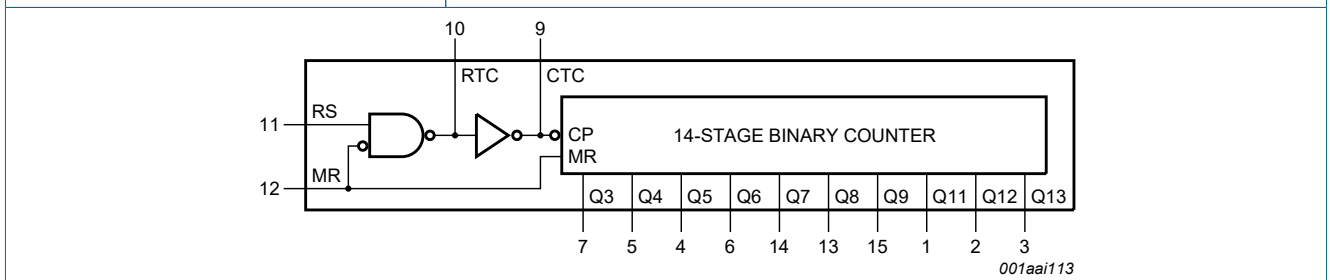 10 9
RTC CTC
11 RS
CP 14-STAGE BINARY COUNTER
MR
12 MR
Q3 Q4 Q5 Q6 Q7 Q8 Q9 Q11 Q12 Q13
7 5 4 6 14 13 15 1 2 3
001aai113